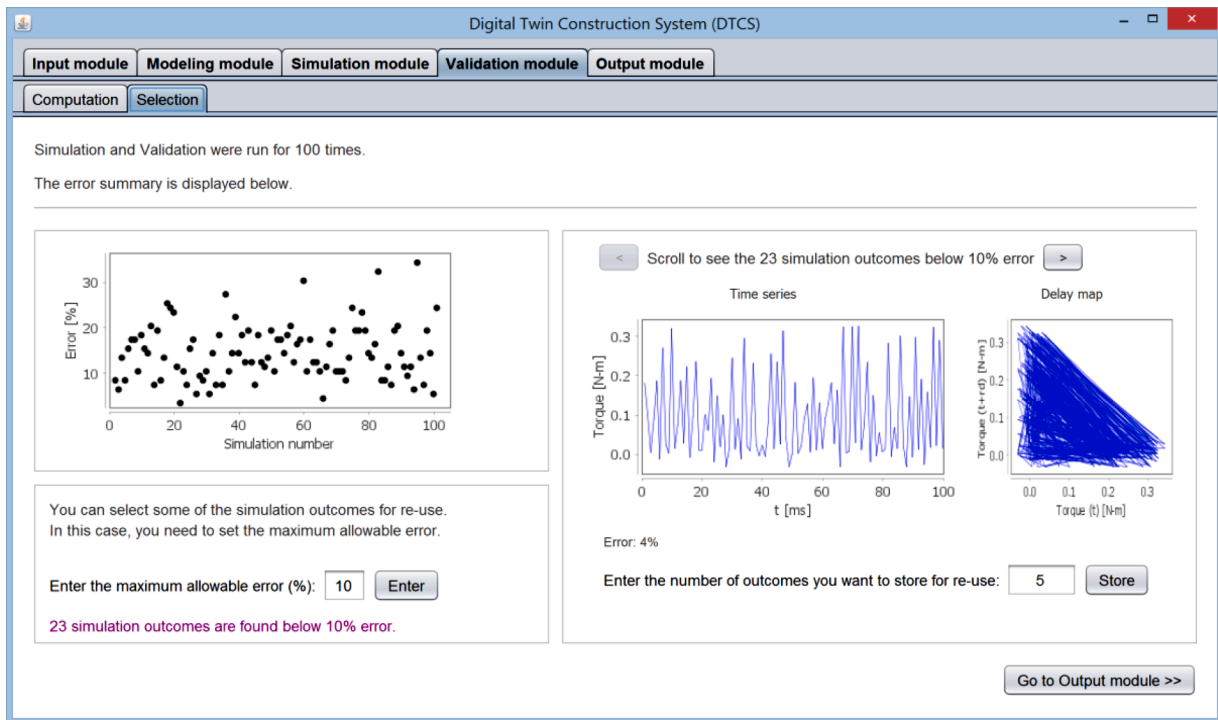 Digital Twin Construction System (DTCS)
Input module
Modeling module
Simulation module
Validation module
Output module
Computation
Selection
Simulation and Validation were run for 100 times.
The error summary is displayed below.
Error [%]
30
20
10
0
20
40
60
80
100
Simulation number
You can select some of the simulation outcomes for re-use.
In this case, you need to set the maximum allowable error.
Enter the maximum allowable error (%):
10
Enter
23 simulation outcomes are found below 10% error.
<
Scroll to see the 23 simulation outcomes below 10% error
>
Time series
Torque [N-m]
0.3
0.2
0.1
0.0
0
20
40
60
80
100
t [ms]
Delay map
Torque (t+rd) [N-m]
0.3
0.2
0.1
0.0
0.0
0.1
0.2
0.3
Torque (t) [N-m]
Error: 4%
Enter the number of outcomes you want to store for re-use:
5
Store
Go to Output module >>